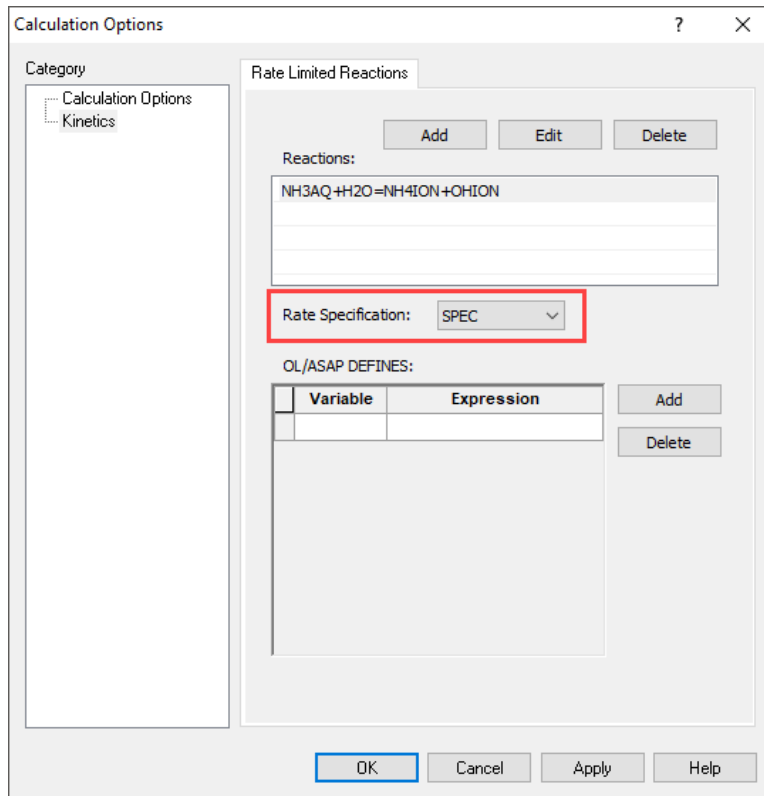 Calculation Options
?
Category
Calculation Options
Kinetics
Rate Limited Reactions
Add Edit Delete
Reactions:
NH3AQ+H2O=NH4ION+OHION
Rate Specification: SPEC
OL/ASAP DEFINES:
Variable Expression
Add
Delete
OK Cancel Apply Help